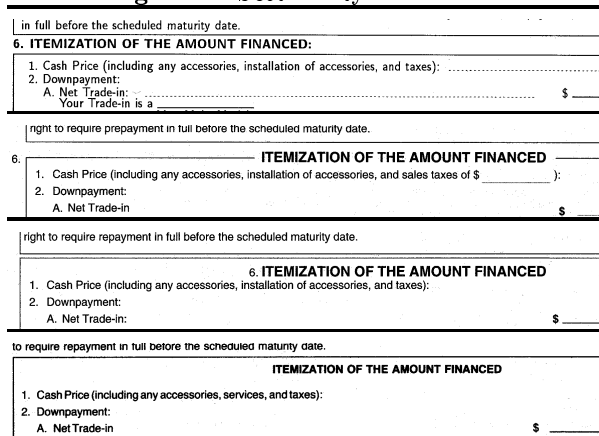 in full before the scheduled maturity date.
6. ITEMIZATION OF THE AMOUNT FINANCED:
1. Cash Price (including any accessories, installation of accessories, and taxes):
2. Downpayment:
A. Net Trade-in: $
Your Trade-in is a
right to require prepayment in full before the scheduled maturity date.
6. ITEMIZATION OF THE AMOUNT FINANCED
1. Cash Price (including any accessories, installation of accessories, and sales taxes of $ ):
2. Downpayment:
A. Net Trade-in $
right to require repayment in full before the scheduled maturity date.
6. ITEMIZATION OF THE AMOUNT FINANCED
1. Cash Price (including any accessories, installation of accessories, and taxes):
2. Downpayment:
A. Net Trade-in: $
to require repayment in full before the scheduled maturity date.
ITEMIZATION OF THE AMOUNT FINANCED
1. Cash Price (including any accessories, services, and taxes):
2. Downpayment:
A. Net Trade-in $